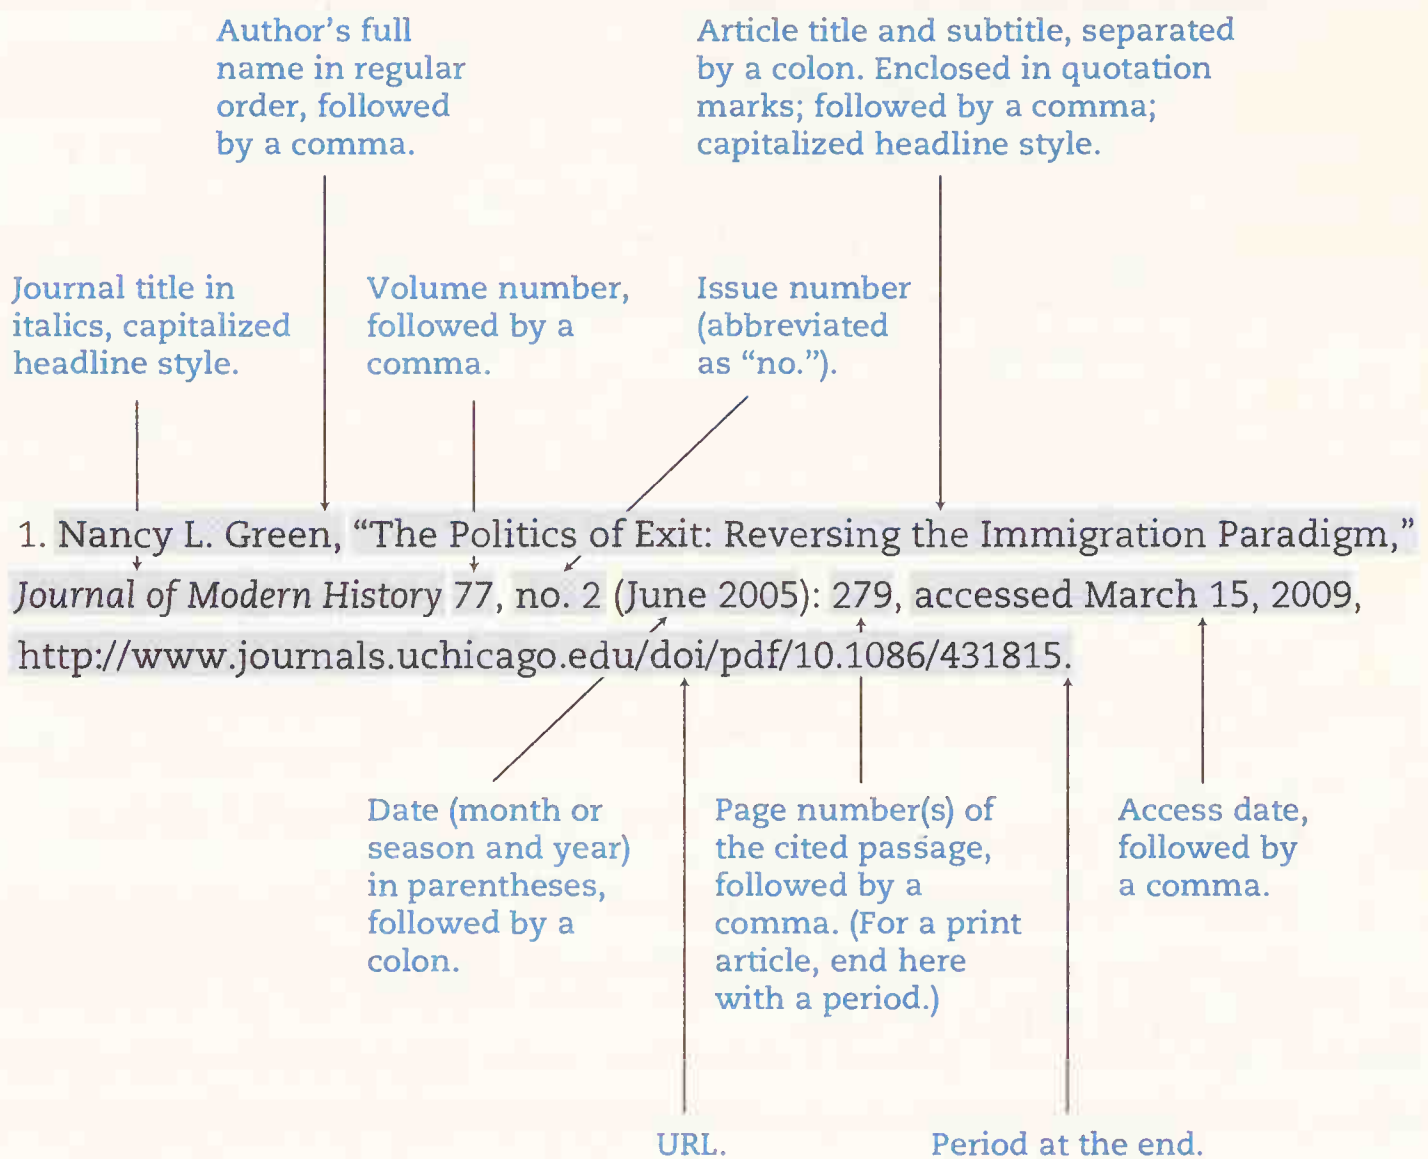 Author's full
name in regular
order, followed
by a comma.
Article title and subtitle, separated
by a colon. Enclosed in quotation
marks; followed by a comma;
capitalized headline style.
Journal title in
italics, capitalized
headline style.
Volume number,
followed by a
comma.
Issue number
(abbreviated
as “no.”).
1. Nancy L. Green, “The Politics of Exit: Reversing the Immigration Paradigm,”
Journal of Modern History 77, no. 2 (June 2005): 279, accessed March 15, 2009,
http://www.journals.uchicago.edu/doi/pdf/10.1086/431815.
Date (month or
season and year)
in parentheses,
followed by a
colon.
Page number(s) of
the cited passage,
followed by a
comma. (For a print
article, end here
with a period.)
Access date,
followed by
a comma.
URL.
Period at the end.